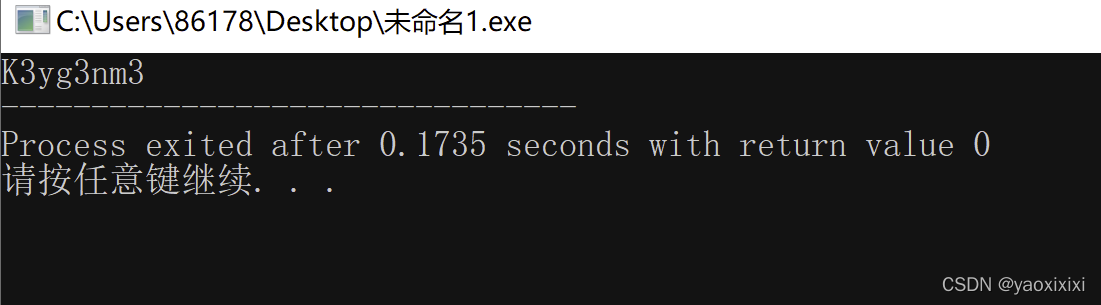 C:\Users\86178\Desktop\未命名1.exe
K3yg3nm3
--------------------------------
Process exited after 0.1735 seconds with return value 0
请按任意键继续. . .
CSDN @yaoxixixi